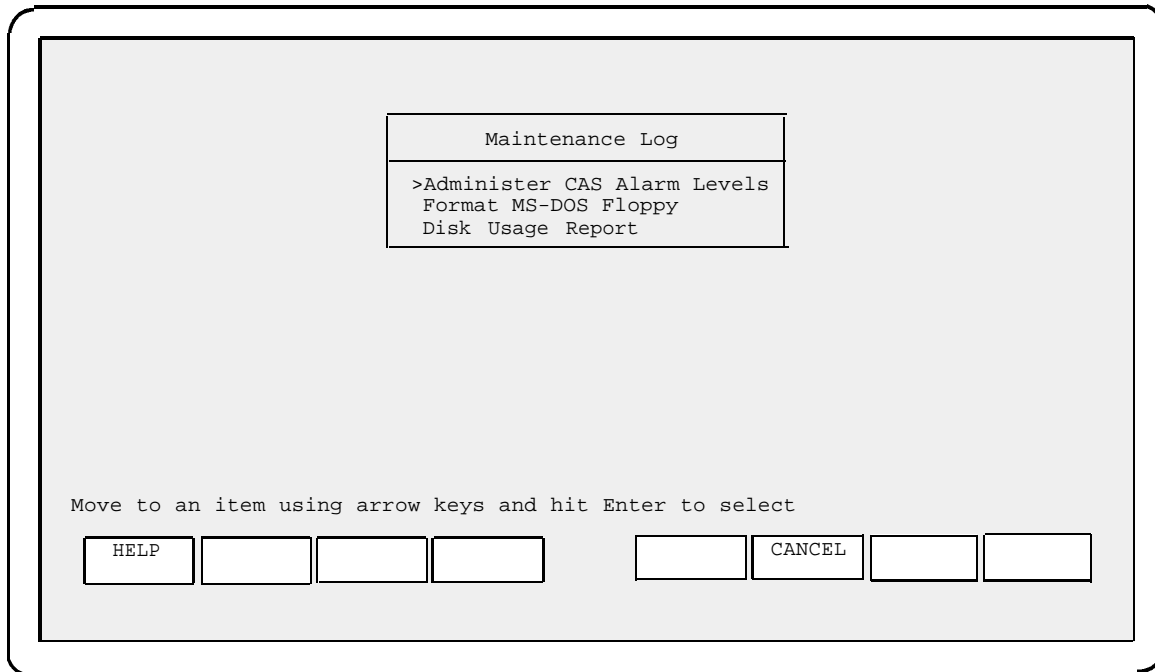 Maintenance Log
>Administer CAS Alarm Levels
Format MS-DOS Floppy
Disk Usage Report
Move to an item using arrow keys and hit Enter to select
HELP CANCEL